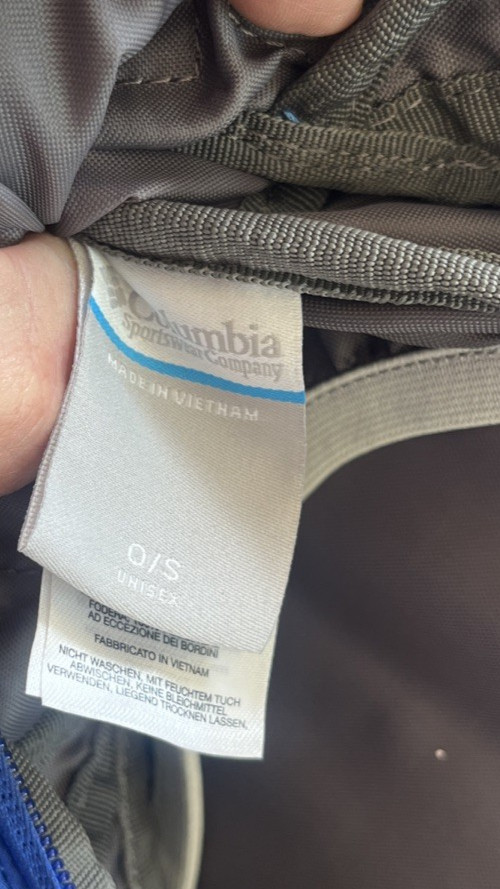 Columbia
Sportswear Company
MADE IN VIETNAM
O/S
UNISEX
FODERA:
AD ECCEZIONE DEI BORDINI
FABBRICATO IN VIETNAM
NICHT WASCHEN, MIT FEUCHTEM TUCH
ABWISCHEN, KEINE BLEICHMITTEL
VERWENDEN, LIEGEND TROCKNEN LASSEN.